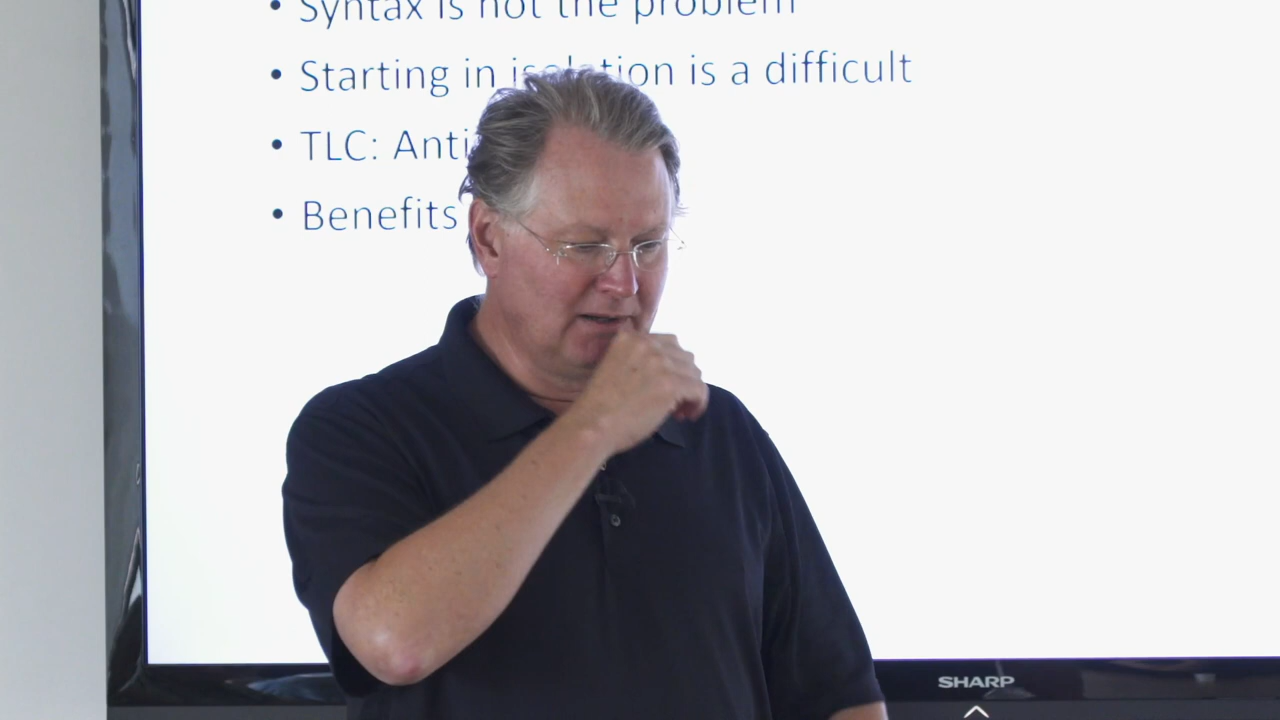 • Syntax is not the problem
• Starting in isolation is a difficult
• TLC: Anti
• Benefits
SHARP